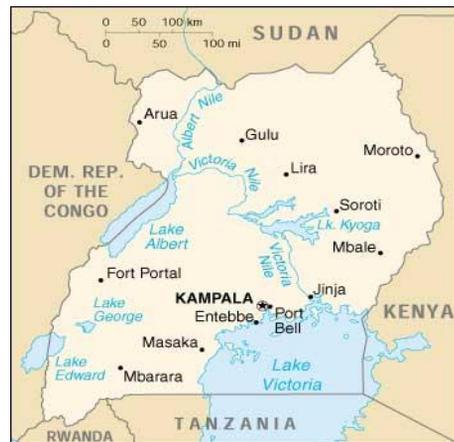 0 50 100 km
0 50 100 mi
SUDAN
Arua
Albert Nile
Gulu
Moroto
Victoria Nile
Lira
DEM. REP.
OF THE
CONGO
Soroti
Lk. Kyoga
Lake
Albert
Mbale
Victoria
Nile
Fort Portal
Jinja
KAMPALA
Port
Bell
Lake
George
Entebbe
KENYA
Masaka
Lake
Edward
Mbarara
Lake
Victoria
TANZANIA
RWANDA